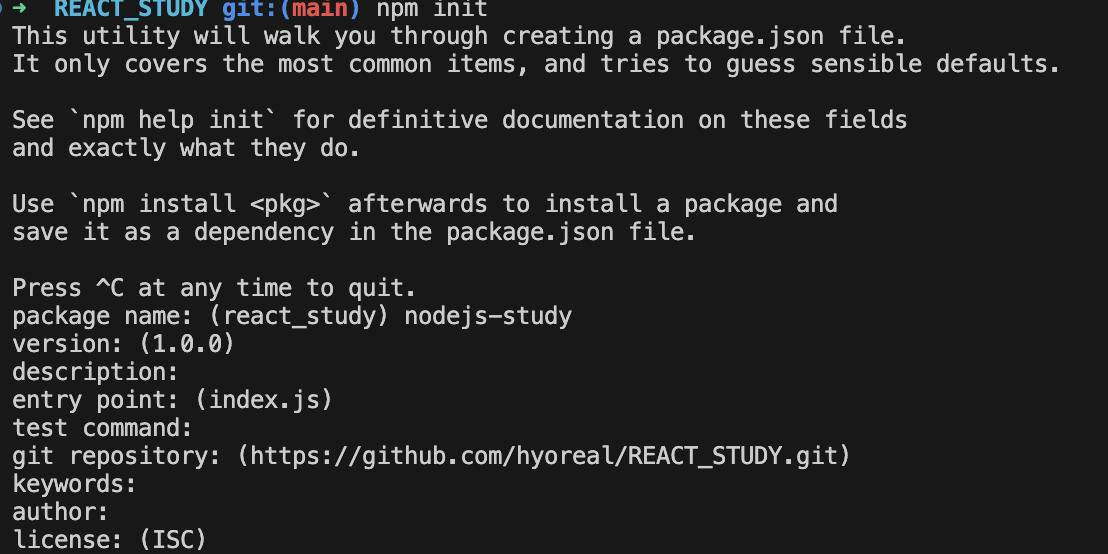 ➜ REACT_STUDY git:(main) npm init
This utility will walk you through creating a package.json file.
It only covers the most common items, and tries to guess sensible defaults.
See `npm help init` for definitive documentation on these fields
and exactly what they do.
Use `npm install <pkg>` afterwards to install a package and
save it as a dependency in the package.json file.
Press ^C at any time to quit.
package name: (react_study) nodejs-study
version: (1.0.0)
description:
entry point: (index.js)
test command:
git repository: (https://github.com/hyoreal/REACT_STUDY.git)
keywords:
author:
license: (ISC)